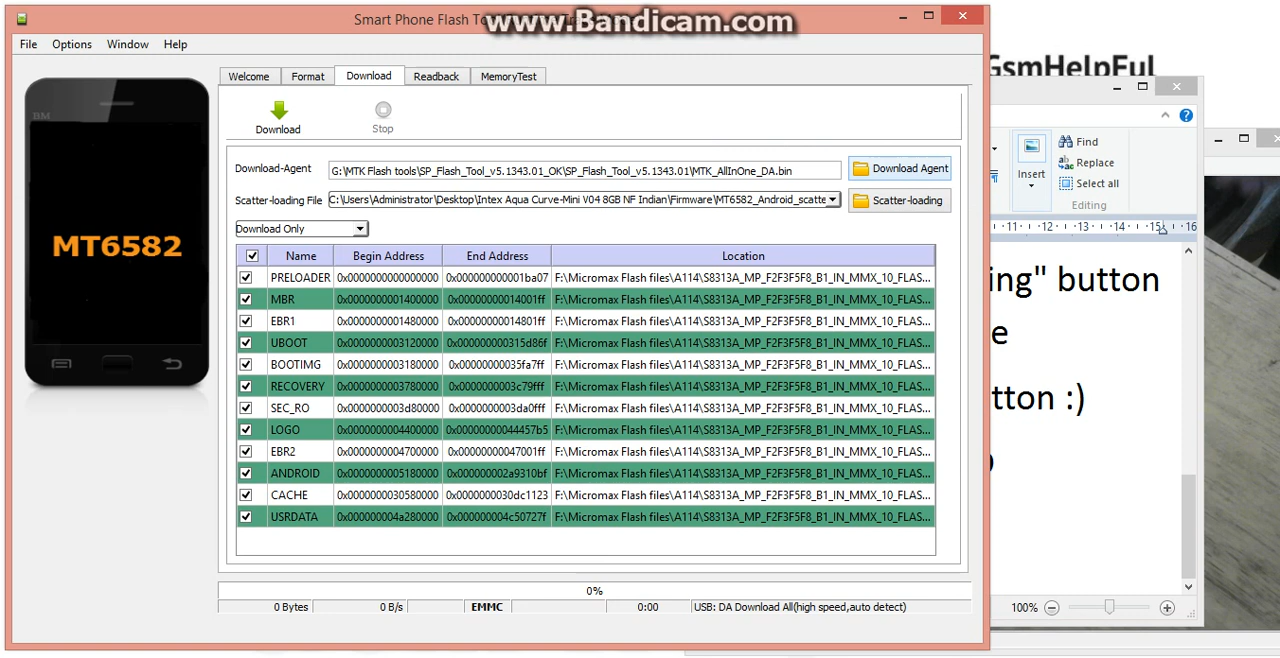 Smart Phone Flash To
www.Bandicam.com
File Options Window Help
GsmHelpFul
Welcome Format Download Readback MemoryTest
Download Stop
BM
MT6582
Download-Agent G:\MTK flash tools\SP_Flash_Tool_v5.1343.01_OK\SP_Flash_Tool_v5.1343.01\MTK_AllInOne_DA.bin Download Agent
Scatter-loading File C:\Users\Administrator\Desktop\Intex Aqua Curve-Mini V04 8GB NF Indian\Firmware\MT6582_Android_scatte Scatter-loading
Download Only
Name Begin Address End Address Location
PRELOADER 0x0000000000000000 0x000000000001ba07 F:\Micromax Flash files\A114\S8313A_MP_F2F3F5F8_B1_IN_MMX_10_FLAS...
MBR 0x0000000001400000 0x00000000014001ff F:\Micromax Flash files\A114\S8313A_MP_F2F3F5F8_B1_IN_MMX_10_FLAS...
EBR1 0x0000000001480000 0x00000000014801ff F:\Micromax Flash files\A114\S8313A_MP_F2F3F5F8_B1_IN_MMX_10_FLAS...
UBOOT 0x0000000003120000 0x000000000315d86f F:\Micromax Flash files\A114\S8313A_MP_F2F3F5F8_B1_IN_MMX_10_FLAS...
BOOTIMG 0x0000000003180000 0x00000000035fa7ff F:\Micromax Flash files\A114\S8313A_MP_F2F3F5F8_B1_IN_MMX_10_FLAS...
RECOVERY 0x0000000003780000 0x0000000003c79fff F:\Micromax Flash files\A114\S8313A_MP_F2F3F5F8_B1_IN_MMX_10_FLAS...
SEC_RO 0x0000000003d80000 0x0000000003da0fff F:\Micromax Flash files\A114\S8313A_MP_F2F3F5F8_B1_IN_MMX_10_FLAS...
LOGO 0x0000000004400000 0x00000000044457b5 F:\Micromax Flash files\A114\S8313A_MP_F2F3F5F8_B1_IN_MMX_10_FLAS...
EBR2 0x0000000004700000 0x00000000047001ff F:\Micromax Flash files\A114\S8313A_MP_F2F3F5F8_B1_IN_MMX_10_FLAS...
ANDROID 0x0000000005180000 0x000000002a9310bf F:\Micromax Flash files\A114\S8313A_MP_F2F3F5F8_B1_IN_MMX_10_FLAS...
CACHE 0x0000000030580000 0x0000000030dc1123 F:\Micromax Flash files\A114\S8313A_MP_F2F3F5F8_B1_IN_MMX_10_FLAS...
USRDATA 0x000000004a280000 0x000000004c50727f F:\Micromax Flash files\A114\S8313A_MP_F2F3F5F8_B1_IN_MMX_10_FLAS...
0%
0 Bytes 0 B/s EMMC 0:00 USB: DA Download All(high speed,auto detect)
Insert
Find
Replace
Select all
Editing
11 12 13 14 15 16
ing" button
e
tton :)
100%